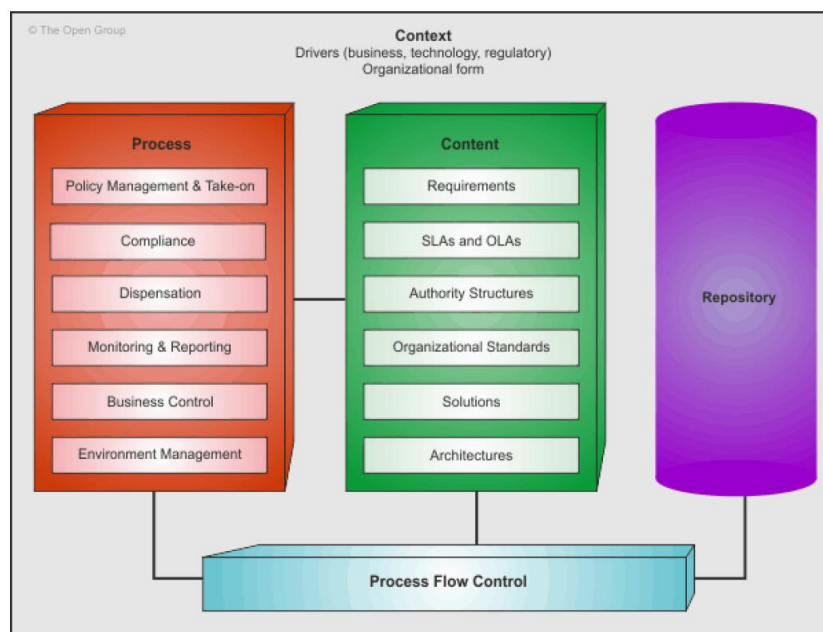 © The Open Group
Context
Drivers (business, technology, regulatory)
Organizational form
Process
Policy Management & Take-on
Compliance
Dispensation
Monitoring & Reporting
Business Control
Environment Management
Content
Requirements
SLAs and OLAs
Authority Structures
Organizational Standards
Solutions
Architectures
Repository
Process Flow Control